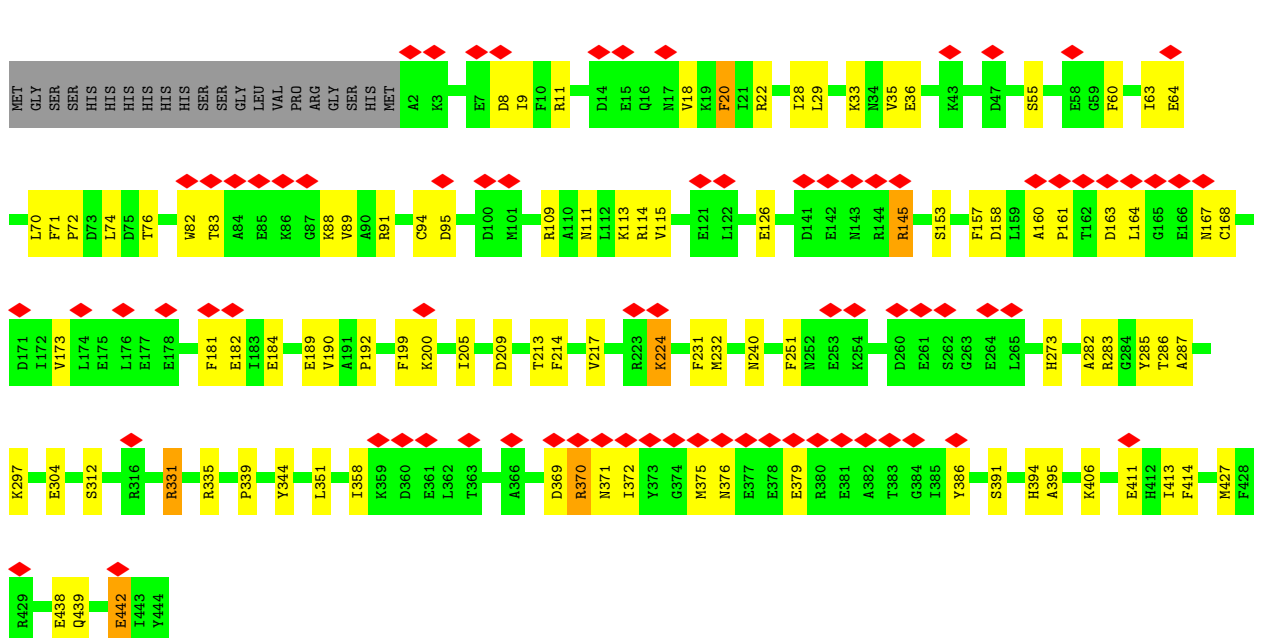 MET GLY SER SER HIS HIS HIS HIS HIS HIS SER SER GLY LEU VAL PRO ARG GLY SER HIS MET A2 K3 E7 D8 I9 F10 R11 D14 E15 Q16 N17 V18 K19 F20 I21 R22 I28 L29 K33 N34 V35 E36 K43 D47 S55 E58 G59 F60 I63 E64
L70 F71 P72 D73 L74 D75 T76 W82 T83 A84 E85 K86 G87 K88 V89 A90 R91 C94 D95 D100 M101 R109 A110 N111 L112 K113 R114 V115 E121 L122 E126 D141 E142 N143 R144 R145 S153 F157 D158 L159 A160 P161 T162 D163 L164 G165 E166 N167 C168
D171 I172 V173 L174 E175 L176 E177 E178 F181 E182 I183 E184 E189 V190 A191 P192 F199 K200 I205 D209 T213 F214 V217 R223 K224 F231 M232 N240 F251 N252 E253 K254 D260 E261 S262 G263 E264 L265 H273 A282 R283 G284 Y285 T286 A287
K297 E304 S312 R316 R331 R335 P339 Y344 L351 I358 K359 D360 E361 L362 T363 A366 D369 R370 N371 I372 Y373 G374 M375 N376 E377 E378 E379 R380 E381 A382 T383 G384 I385 Y386 S391 H394 A395 K406 E411 H412 I413 F414 M427 F428
R429 E438 Q439 E442 I443 Y444